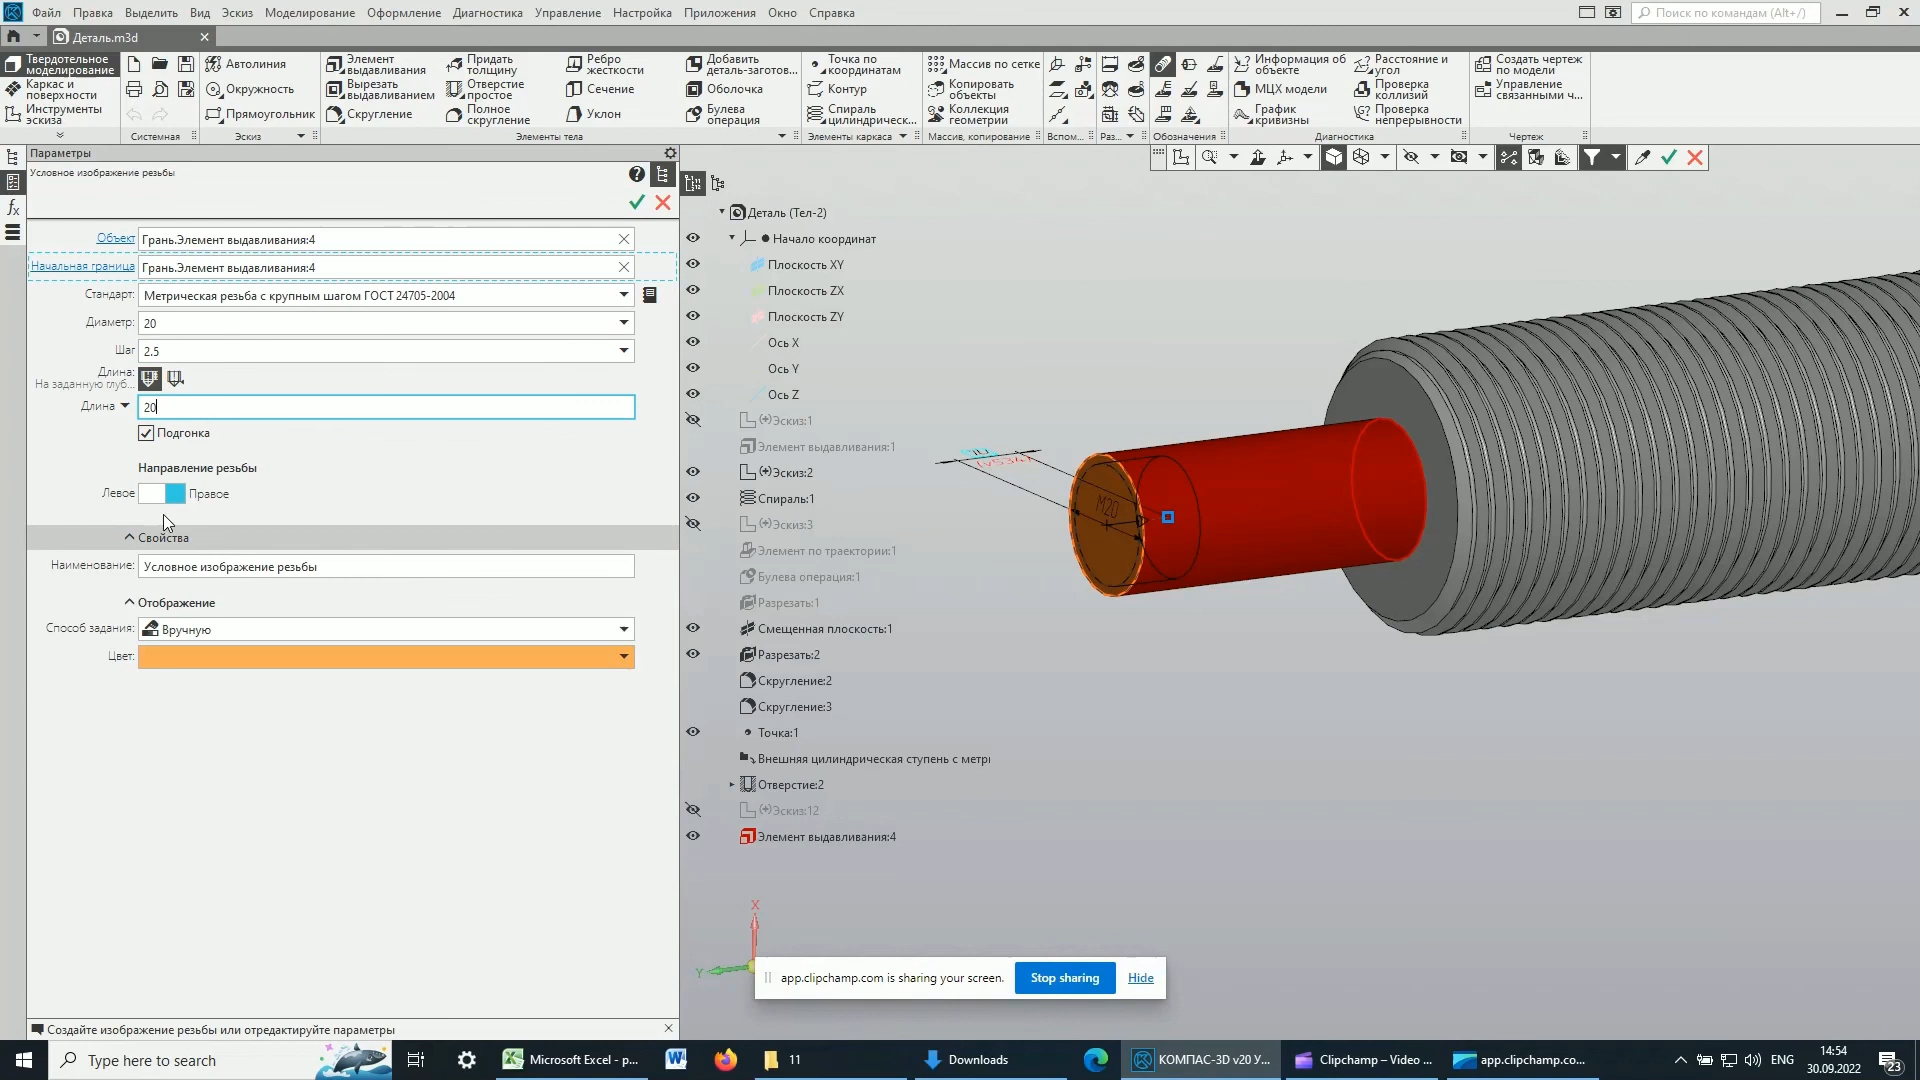 Файл Правка Выделить Вид Эскиз Моделирование Оформление Диагностика Управление Настройка Приложения Окно Справка
Поиск по командам (Alt+/)
Деталь.m3d
Твердотельное моделирование
Каркас и поверхности
Инструменты эскиза
Системная
Автолиния
Окружность
Прямоугольник
Эскиз
Элемент выдавливания
Вырезать выдавливанием
Скругление
Придать толщину
Отверстие простое
Полное скругление
Ребро жесткости
Сечение
Уклон
Добавить деталь-заготов...
Оболочка
Булева операция
Элементы тела
Точка по координатам
Контур
Спираль цилиндрическ...
Элементы каркаса
Массив по сетке
Копировать объекты
Коллекция геометрии
Массив, копирование
Вспом...
Раз...
Обозначения
Информация об объекте
МЦХ модели
График кривизны
Расстояние и угол
Проверка коллизий
Проверка непрерывности
Диагностика
Создать чертеж по модели
Управление связанными ч...
Чертеж
Параметры
Условное изображение резьбы
Объект
Грань.Элемент выдавливания:4
Начальная граница
Грань.Элемент выдавливания:4
Стандарт:
Метрическая резьба с крупным шагом ГОСТ 24705-2004
Диаметр: 20
Шаг 2.5
Длина:
На заданную глуб...
Длина 20
Подгонка
Направление резьбы
Левое Правое
Свойства
Наименование: Условное изображение резьбы
Отображение
Способ задания: Вручную
Цвет:
Создайте изображение резьбы или отредактируйте параметры
Деталь (Тел-2)
Начало координат
Плоскость XY
Плоскость ZX
Плоскость ZY
Ось X
Ось Y
Ось Z
(+)Эскиз:1
Элемент выдавливания:1
(+)Эскиз:2
Спираль:1
(+)Эскиз:3
Элемент по траектории:1
Булева операция:1
Разрезать:1
Смещенная плоскость:1
Разрезать:2
Скругление:2
Скругление:3
Точка:1
Внешняя цилиндрическая ступень с метри
Отверстие:2
(+)Эскиз:12
Элемент выдавливания:4
M20
X
Y
app.clipchamp.com is sharing your screen.
Stop sharing
Hide
Type here to search
Microsoft Excel - p...
11
Downloads
КОМПАС-3D v20 У...
Clipchamp – Video ...
app.clipchamp.co...
ENG
14:54
30.09.2022
23